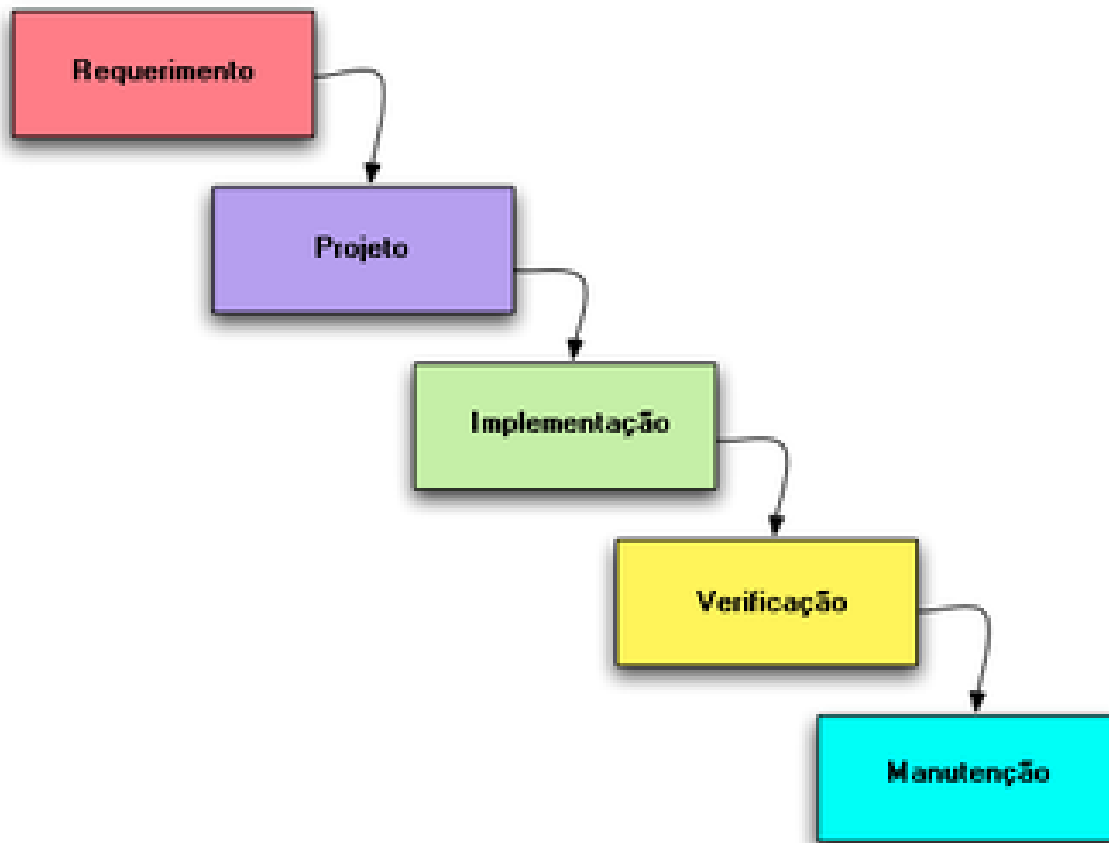 Requerimento
Projeto
Implementação
Verificação
Manutenção